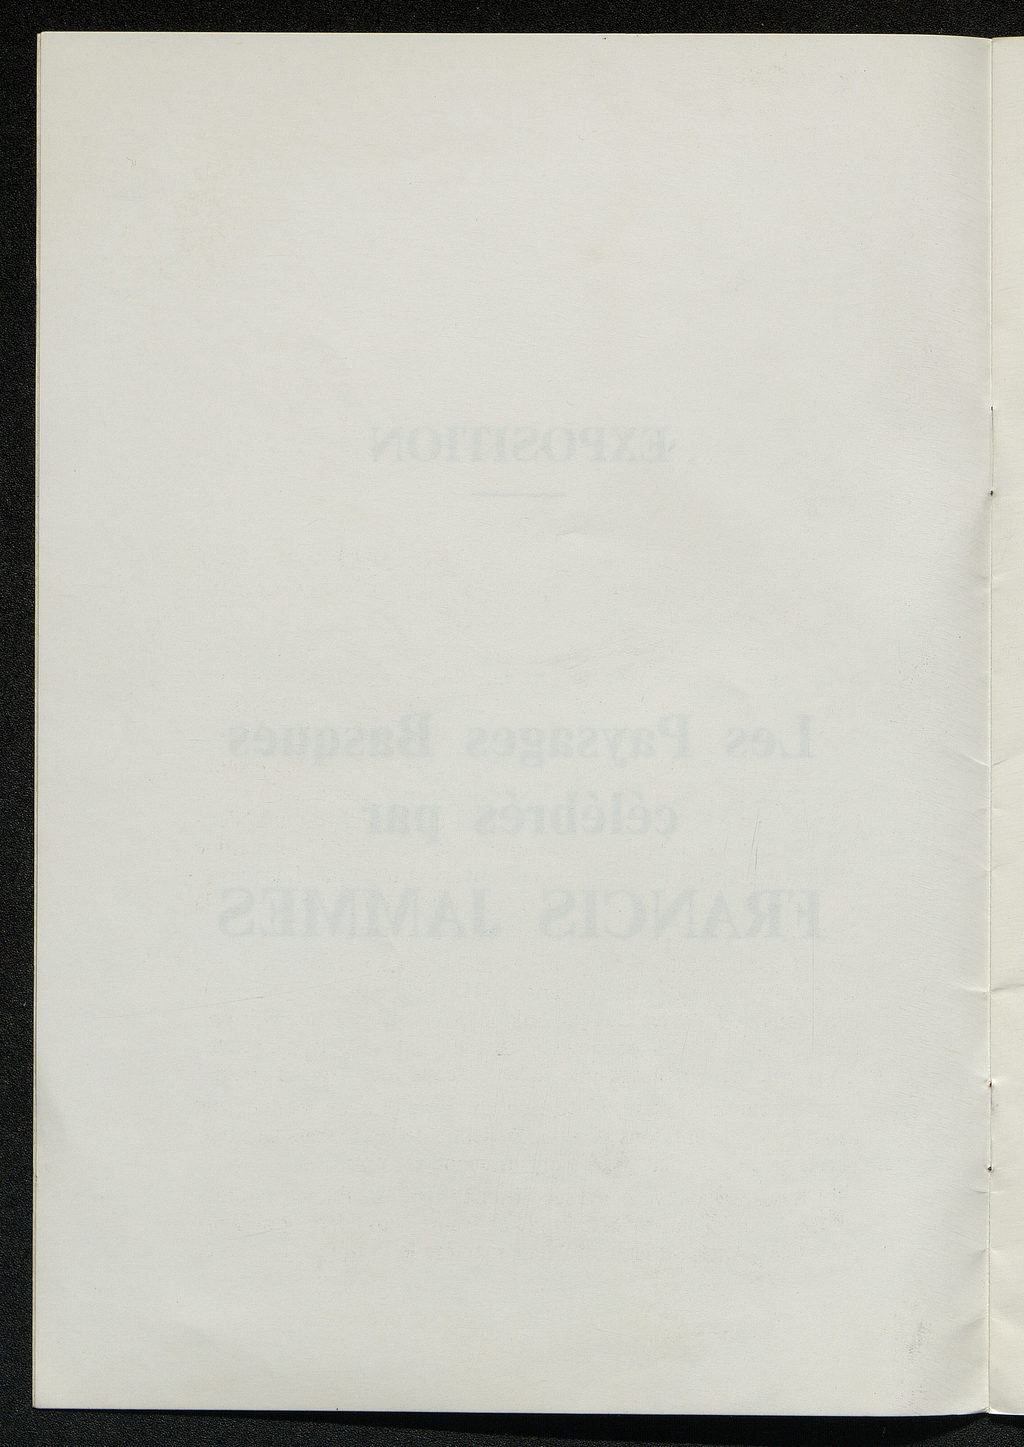 EXPOSITION
Les Paysages Basques
célébrés par
FRANCIS JAMMES